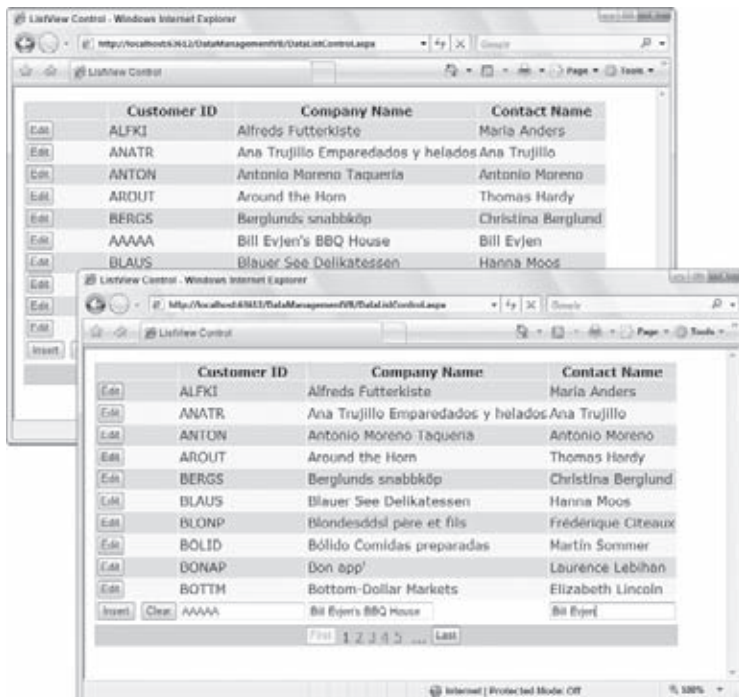 ListView Control - Windows Internet Explorer
http://localhost:63612/DataManagementVB/DataListControl.aspx
Google
ListView Control
Page
Tools
Customer ID Company Name Contact Name
Edit ALFKI Alfreds Futterkiste Maria Anders
Edit ANATR Ana Trujillo Emparedados y helados Ana Trujillo
Edit ANTON Antonio Moreno Taqueria Antonio Moreno
Edit AROUT Around the Horn Thomas Hardy
Edit BERGS Berglunds snabbköp Christina Berglund
Edit AAAAA Bill Evjen's BBQ House Bill Evjen
Edit BLAUS Blauer See Delikatessen Hanna Moos
Edit
Edit
Edit
Insert
ListView Control - Windows Internet Explorer
http://localhost:63612/DataManagementVB/DataListControl.aspx
Google
ListView Control
Page
Tools
Customer ID Company Name Contact Name
Edit ALFKI Alfreds Futterkiste Maria Anders
Edit ANATR Ana Trujillo Emparedados y helados Ana Trujillo
Edit ANTON Antonio Moreno Taqueria Antonio Moreno
Edit AROUT Around the Horn Thomas Hardy
Edit BERGS Berglunds snabbköp Christina Berglund
Edit BLAUS Blauer See Delikatessen Hanna Moos
Edit BLONP Blondesddsl père et fils Frédérique Citeaux
Edit BOLID Bólido Comidas preparadas Martín Sommer
Edit BONAP Bon app' Laurence Lebihan
Edit BOTTM Bottom-Dollar Markets Elizabeth Lincoln
Insert Clear AAAAA Bill Evjen's BBQ House Bill Evjen
First 1 2 3 4 5 ... Last
Internet | Protected Mode: Off 100%